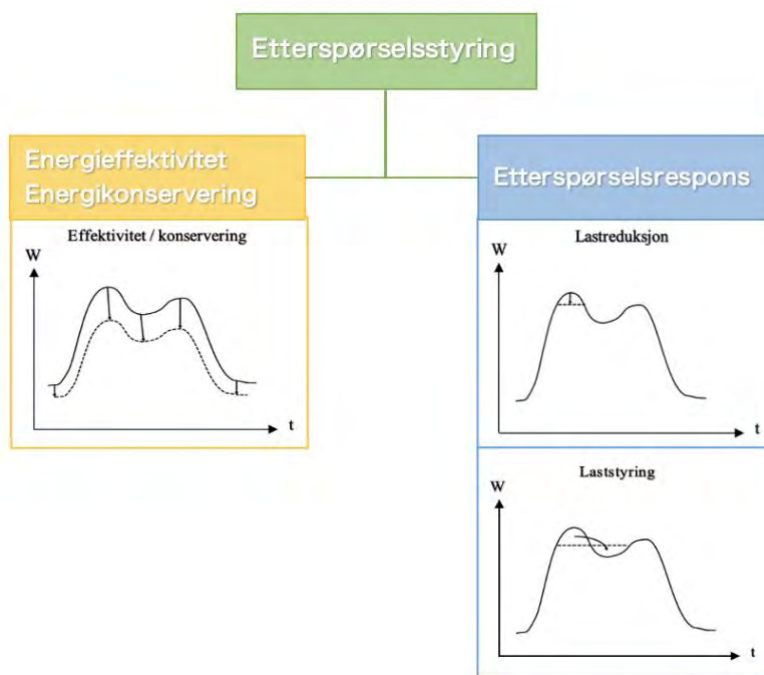 Etterspørselsstyring
Energieffektivitet
Energikonservering
Effektivitet / konservering
W
t
Etterspørselsrespons
Lastreduksjon
W
t
Laststyring
W
t